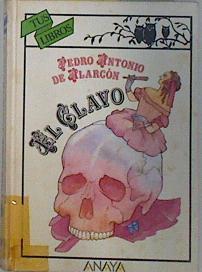 TUS LIBROS
PEDRO ANTONIO
DE ALARCÓN
EL CLAVO
ANAYA